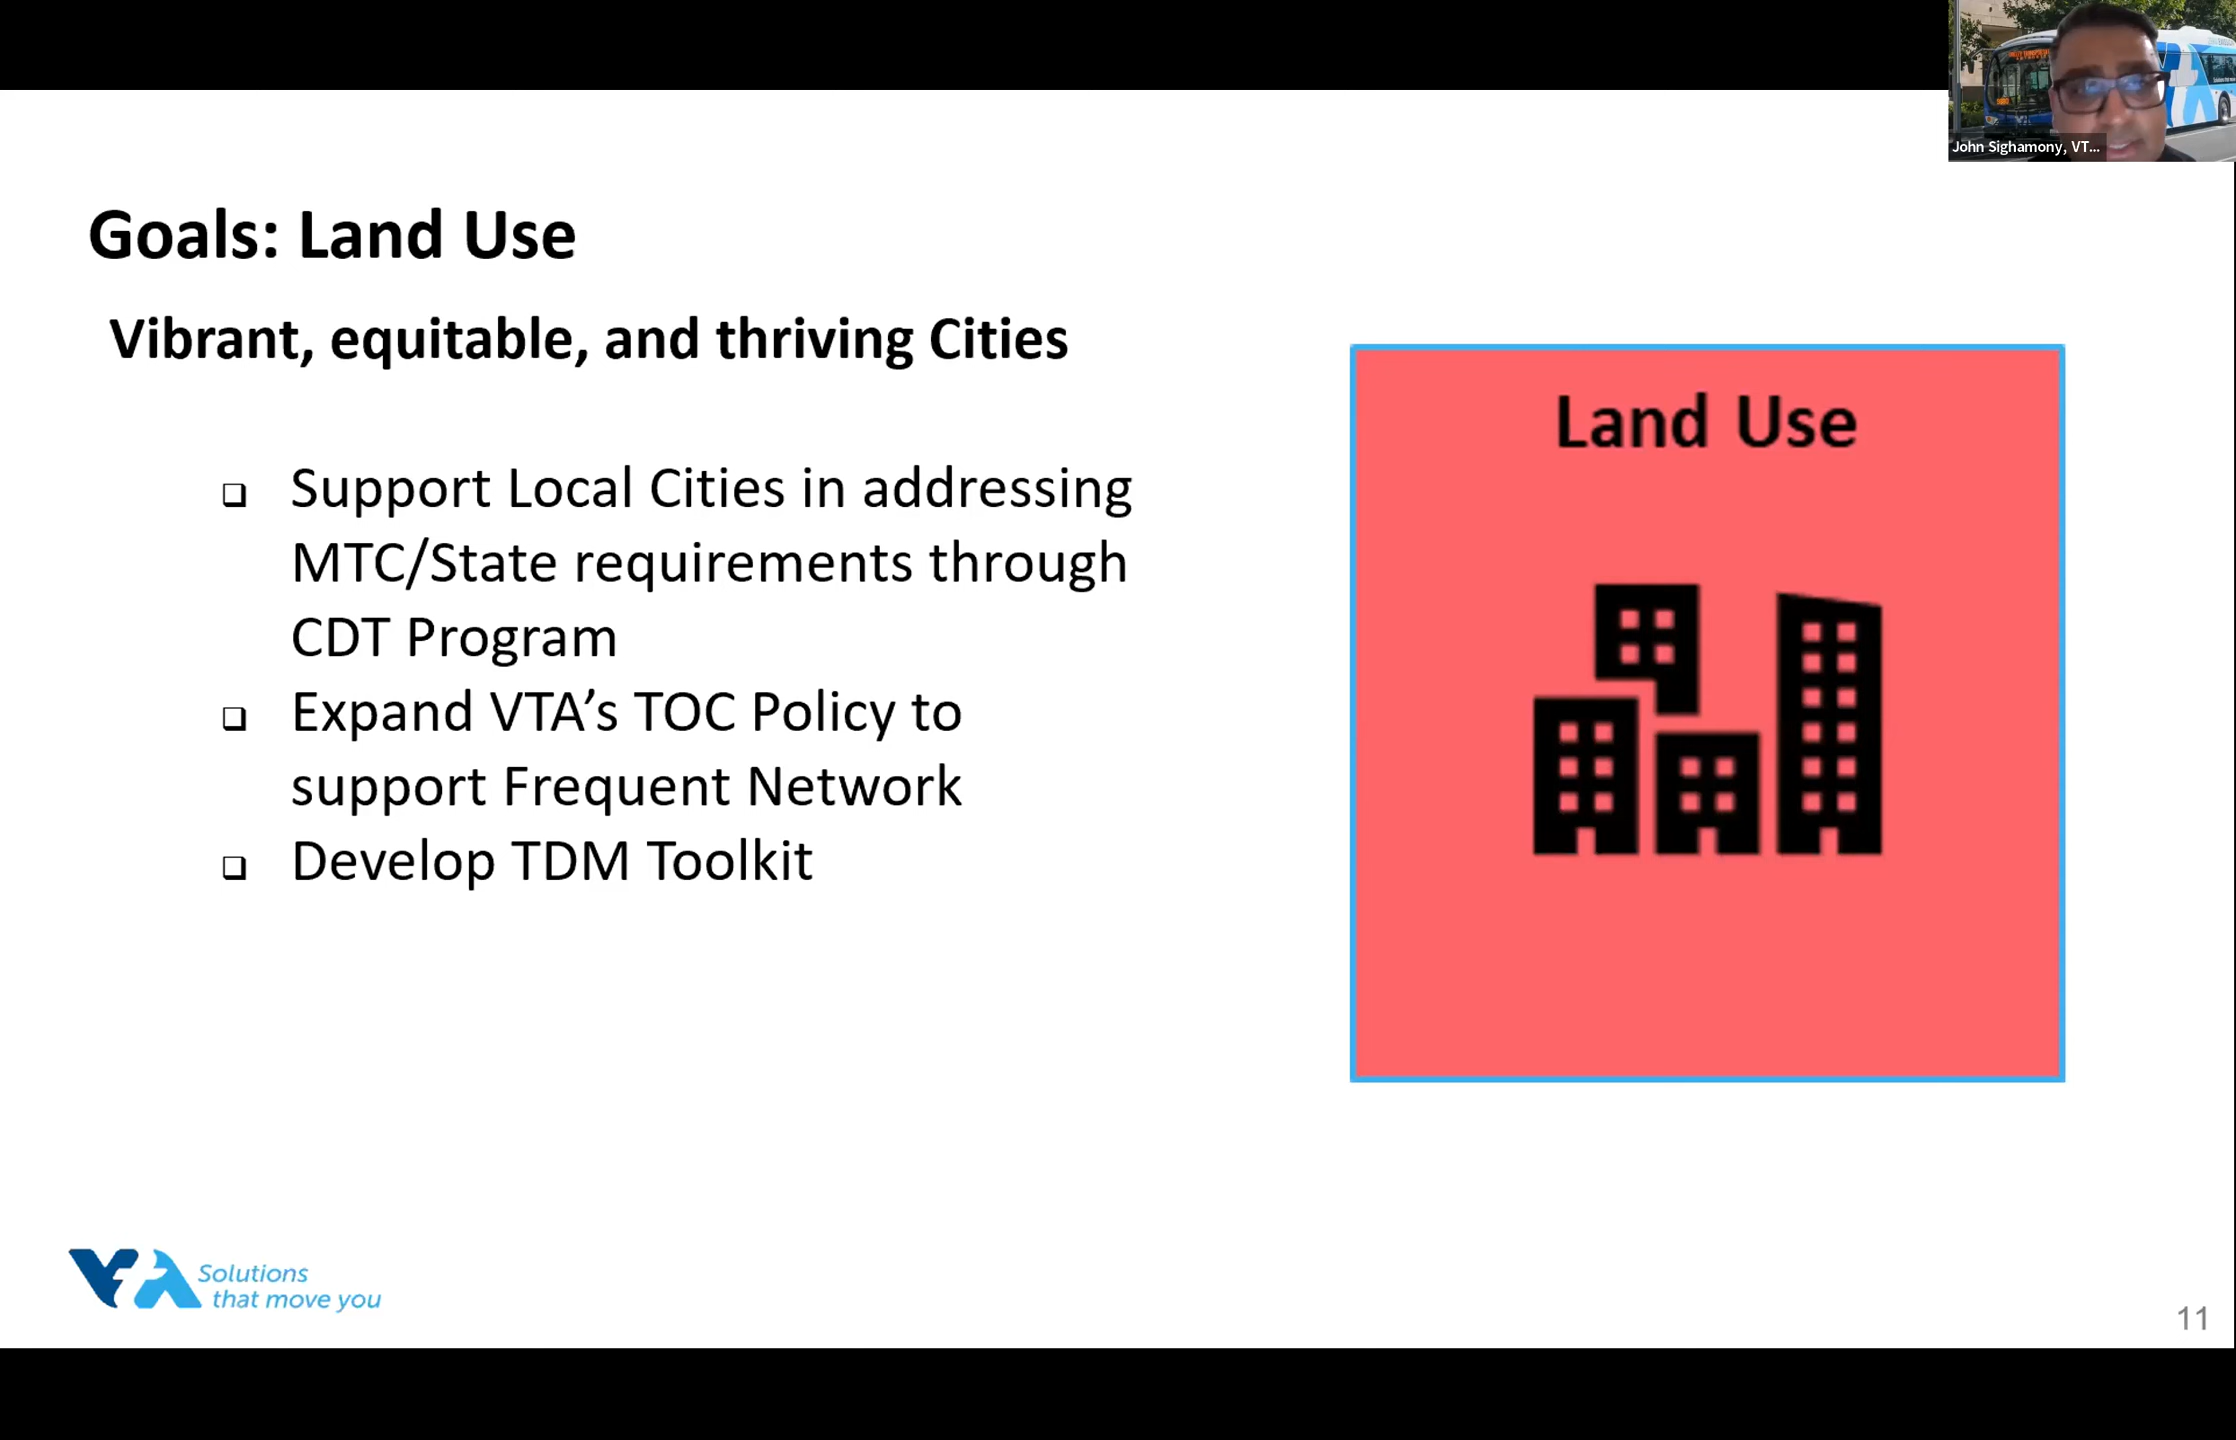 John Sighamony, VT...
Goals: Land Use
Vibrant, equitable, and thriving Cities
Support Local Cities in addressing
MTC/State requirements through
CDT Program
Expand VTA’s TOC Policy to
support Frequent Network
Develop TDM Toolkit
Land Use
VTA Solutions
that move you
11